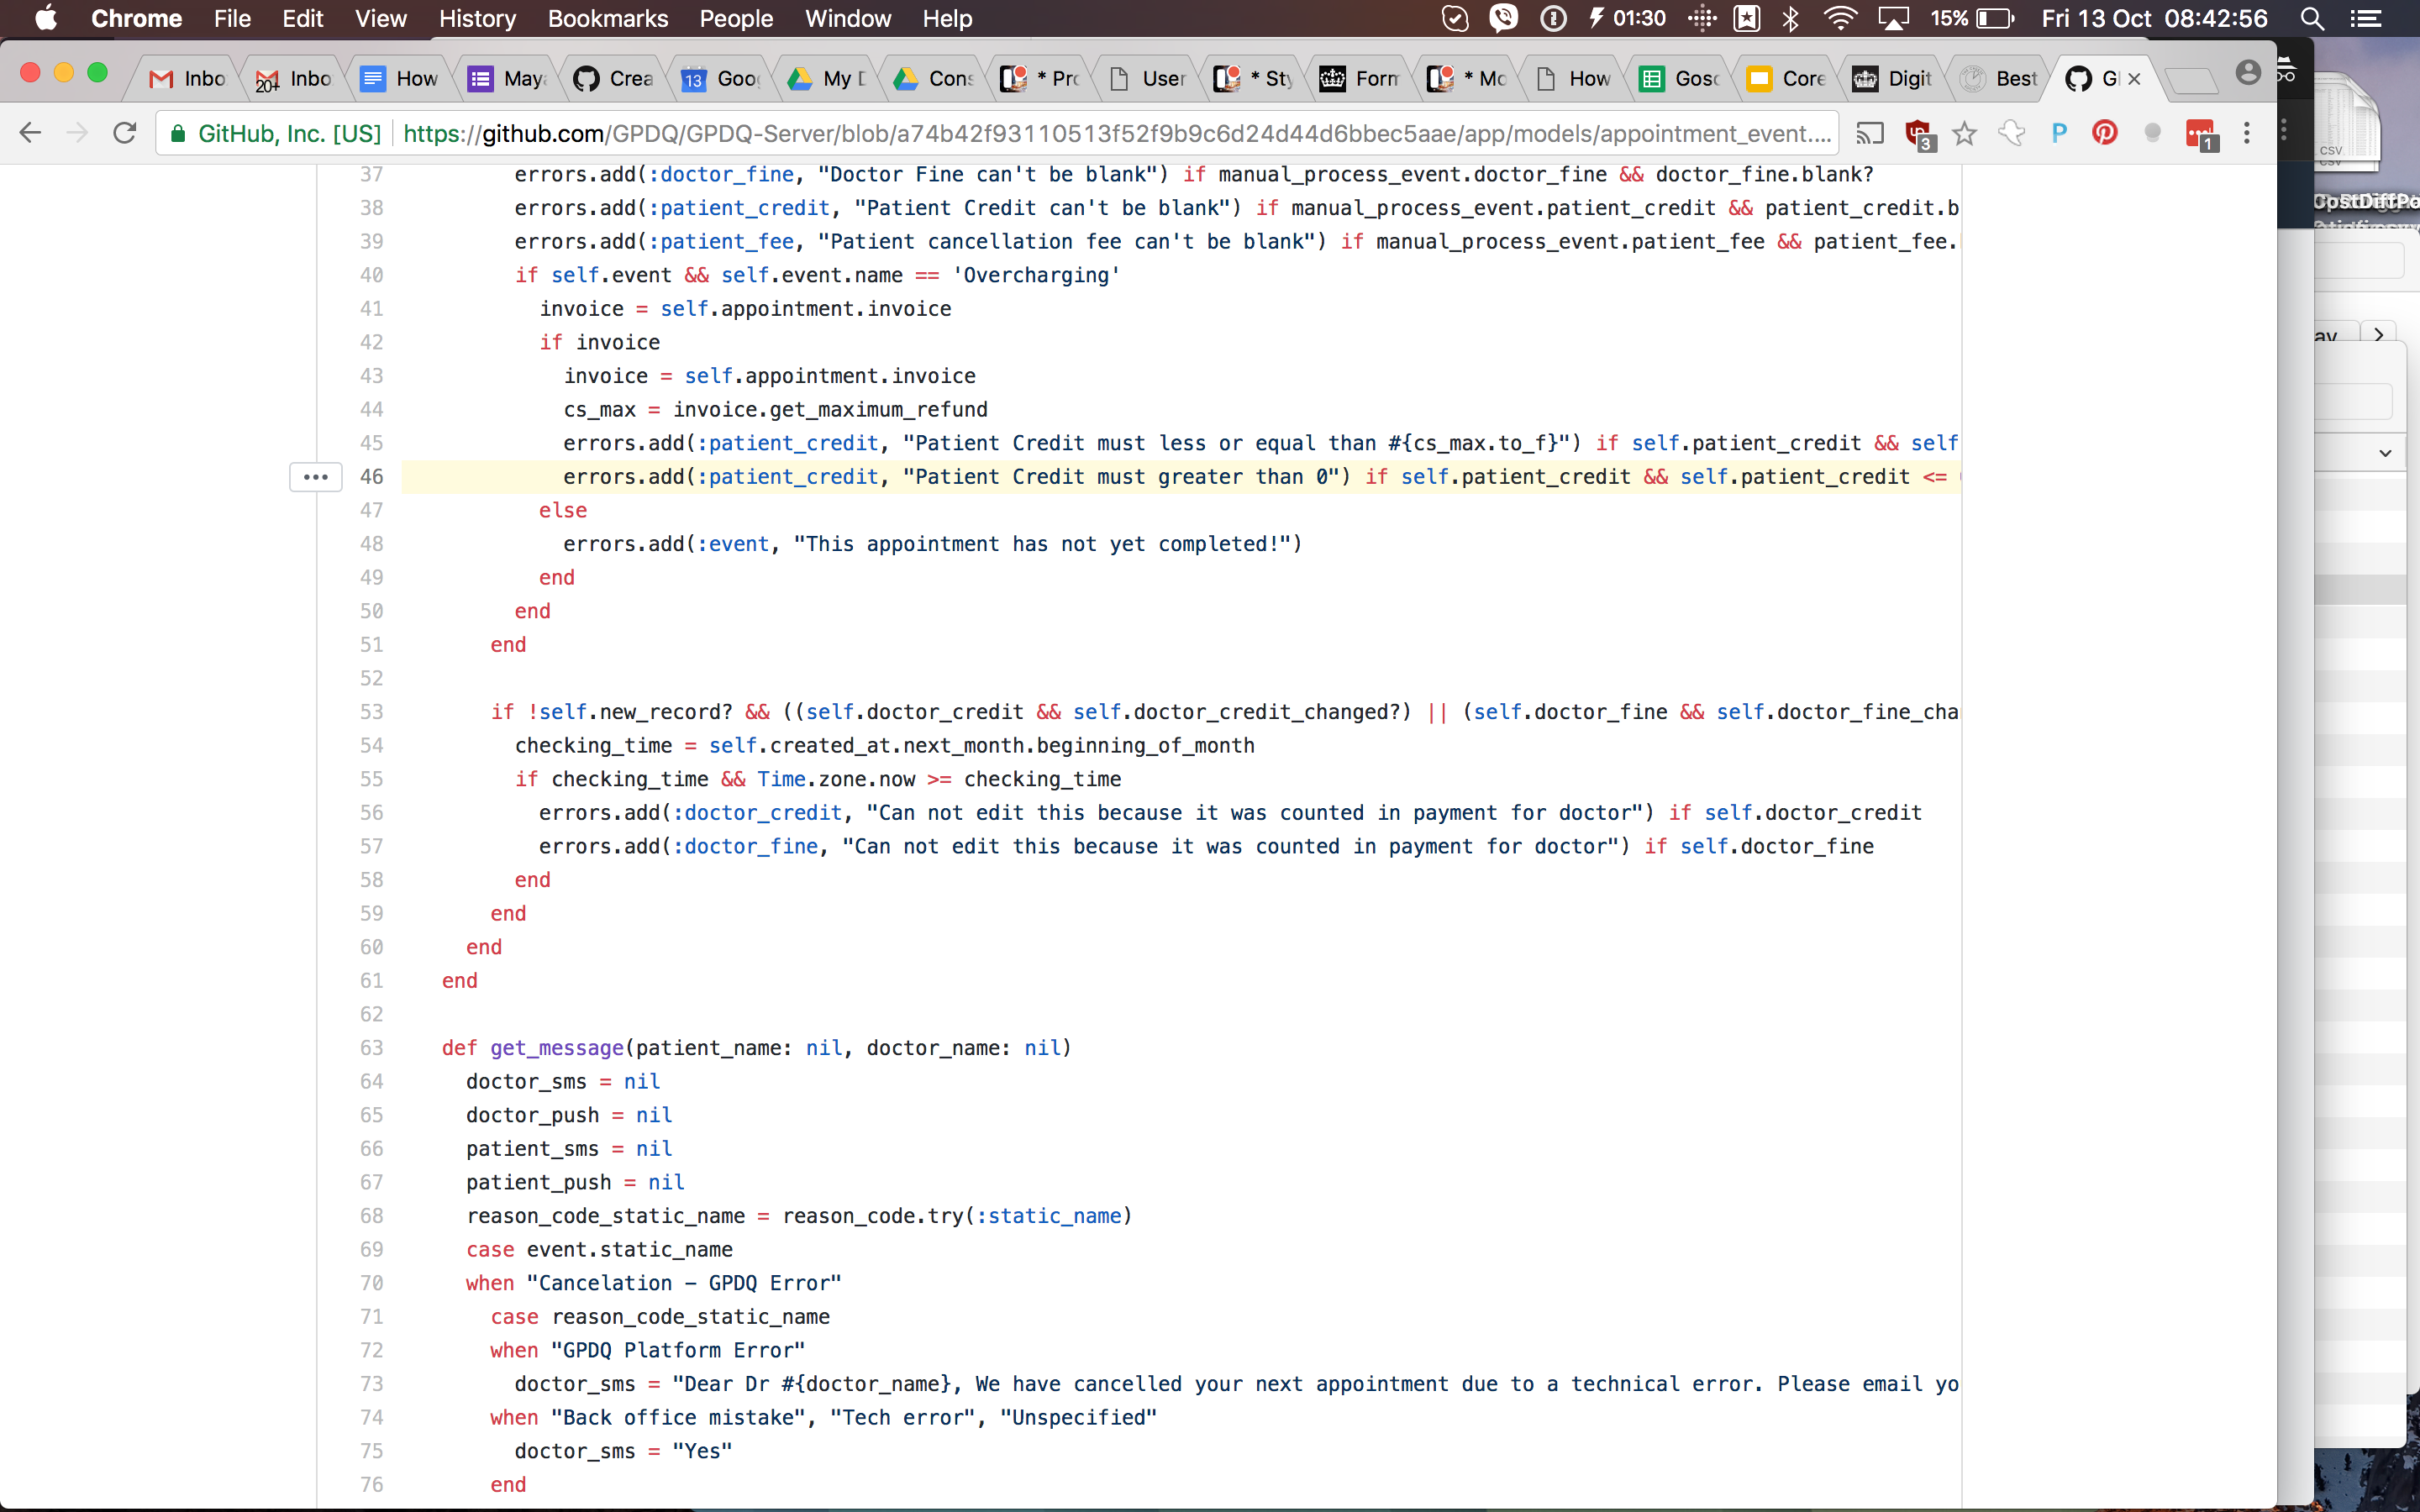 Chrome File Edit View History Bookmarks People Window Help 01:30 15% Fri 13 Oct 08:42:56
Inbo 20+ Inbo How May Crea 13 Goo My D Cons * Pro User * Sty Form * Mo How Gosc Core Digit Best G
GitHub, Inc. [US] https://github.com/GPDQ/GPDQ-Server/blob/a74b42f93110513f52f9b9c6d24d44d6bbec5aae/app/models/appointment_event.... 3 P 1
CSV
CostDiffPo
37 errors.add(:doctor_fine, "Doctor Fine can't be blank") if manual_process_event.doctor_fine && doctor_fine.blank?
38 errors.add(:patient_credit, "Patient Credit can't be blank") if manual_process_event.patient_credit && patient_credit.b
39 errors.add(:patient_fee, "Patient cancellation fee can't be blank") if manual_process_event.patient_fee && patient_fee.
40 if self.event && self.event.name == 'Overcharging'
41 invoice = self.appointment.invoice
42 if invoice
43 invoice = self.appointment.invoice
44 cs_max = invoice.get_maximum_refund
45 errors.add(:patient_credit, "Patient Credit must less or equal than #{cs_max.to_f}") if self.patient_credit && self
46 errors.add(:patient_credit, "Patient Credit must greater than 0") if self.patient_credit && self.patient_credit <=
47 else
48 errors.add(:event, "This appointment has not yet completed!")
49 end
50 end
51 end
52
53 if !self.new_record? && ((self.doctor_credit && self.doctor_credit_changed?) || (self.doctor_fine && self.doctor_fine_cha
54 checking_time = self.created_at.next_month.beginning_of_month
55 if checking_time && Time.zone.now >= checking_time
56 errors.add(:doctor_credit, "Can not edit this because it was counted in payment for doctor") if self.doctor_credit
57 errors.add(:doctor_fine, "Can not edit this because it was counted in payment for doctor") if self.doctor_fine
58 end
59 end
60 end
61 end
62
63 def get_message(patient_name: nil, doctor_name: nil)
64 doctor_sms = nil
65 doctor_push = nil
66 patient_sms = nil
67 patient_push = nil
68 reason_code_static_name = reason_code.try(:static_name)
69 case event.static_name
70 when "Cancelation - GPDQ Error"
71 case reason_code_static_name
72 when "GPDQ Platform Error"
73 doctor_sms = "Dear Dr #{doctor_name}, We have cancelled your next appointment due to a technical error. Please email yo
74 when "Back office mistake", "Tech error", "Unspecified"
75 doctor_sms = "Yes"
76 end